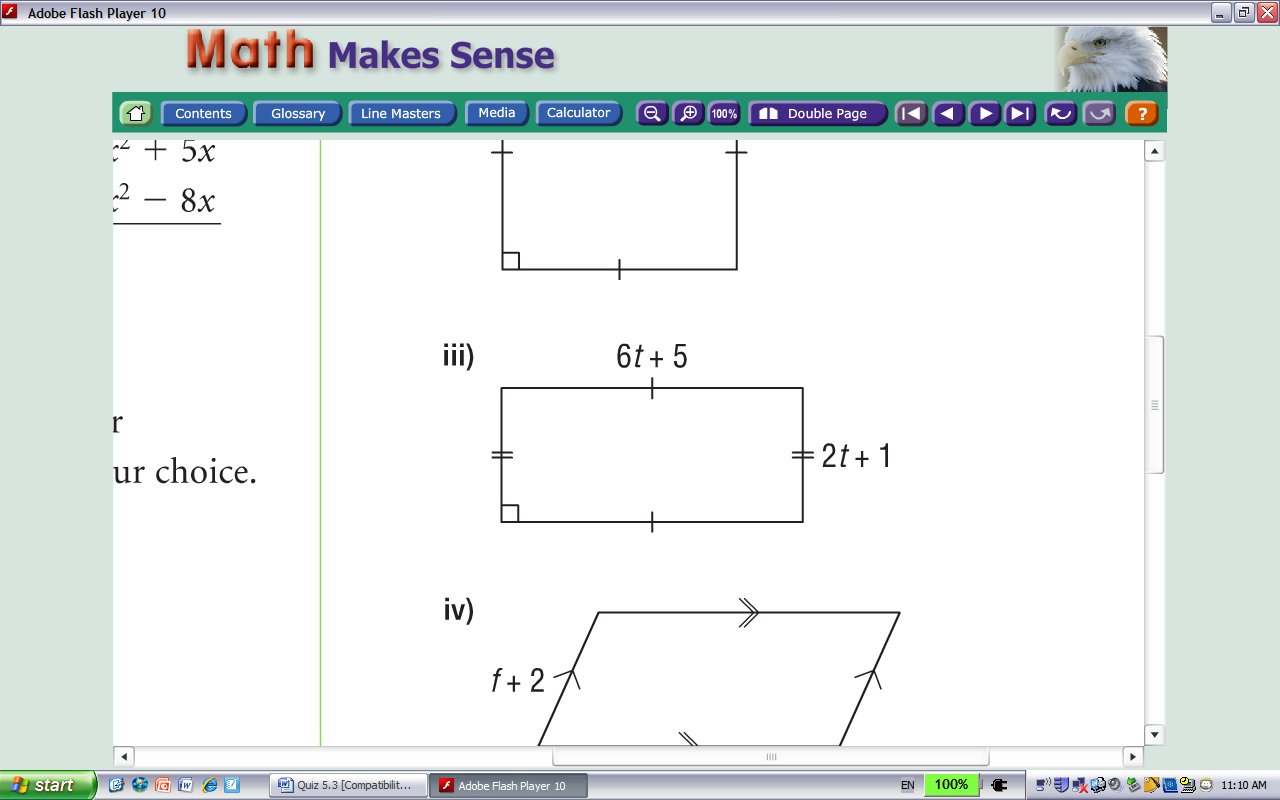 Adobe Flash Player 10
Math Makes Sense
Contents Glossary Line Masters Media Calculator 100% Double Page ?
x² + 5x
x² − 8x
iii) 6t + 5
r
2t + 1
ur choice.
iv)
f + 2
start Quiz 5.3 [Compatibilit... Adobe Flash Player 10 EN 100% 11:10 AM